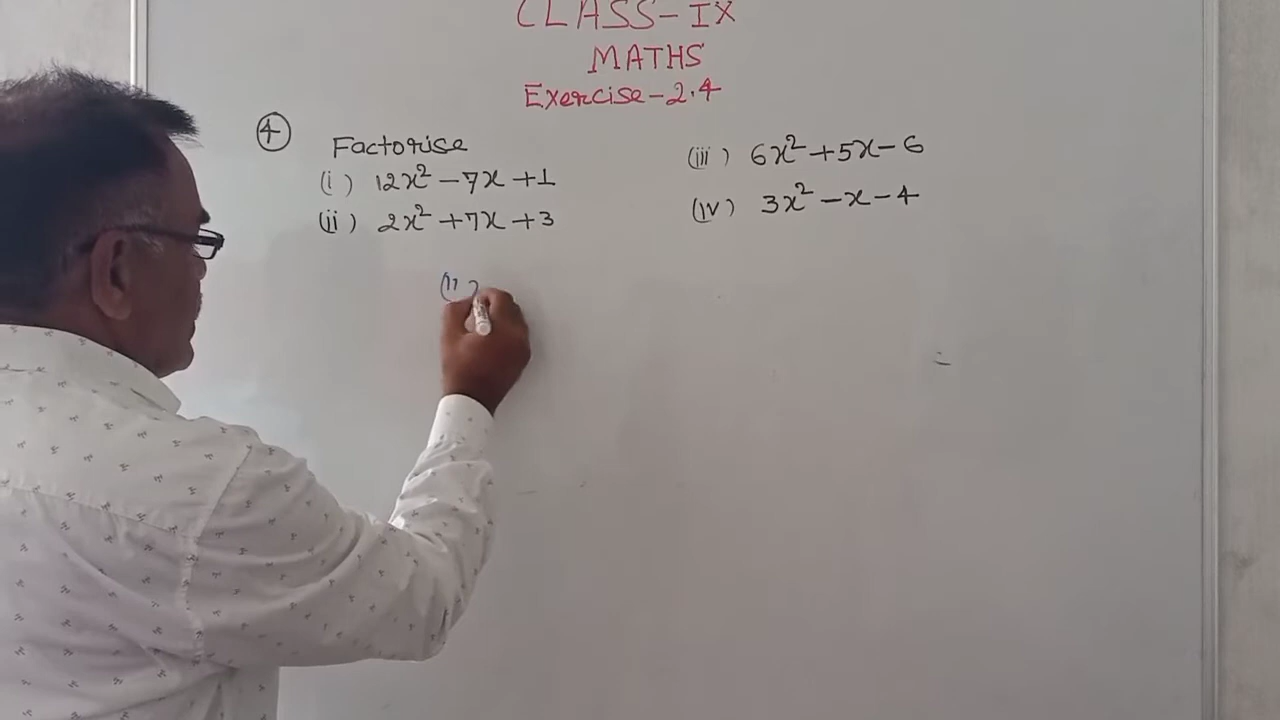 CLASS-IX
MATHS
Exercise-2.4
④ Factorise
(i) 12x² - 7x + 1
(ii) 2x² + 7x + 3
(iii) 6x² + 5x - 6
(iv) 3x² - x - 4
(ii)